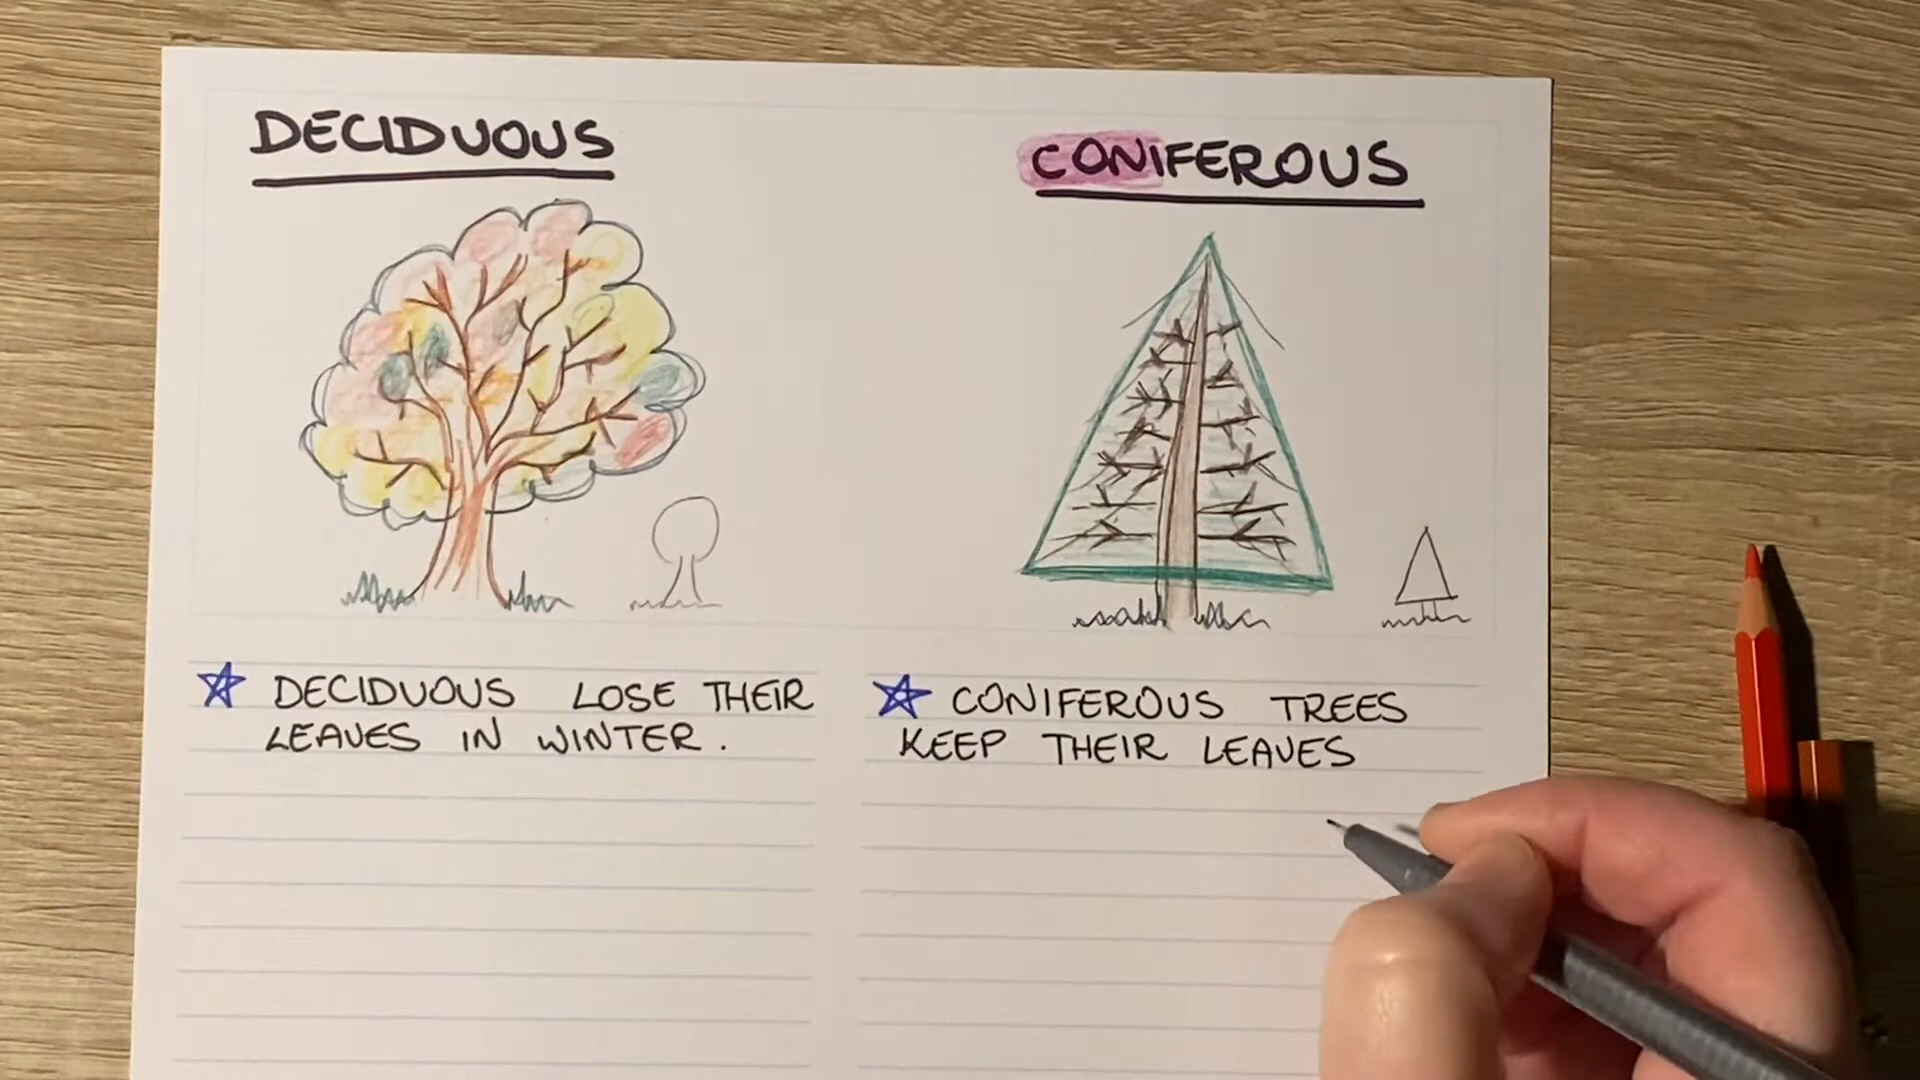 DECIDUOUS
CONIFEROUS
DECIDUOUS LOSE THEIR
LEAVES IN WINTER.
CONIFEROUS TREES
KEEP THEIR LEAVES